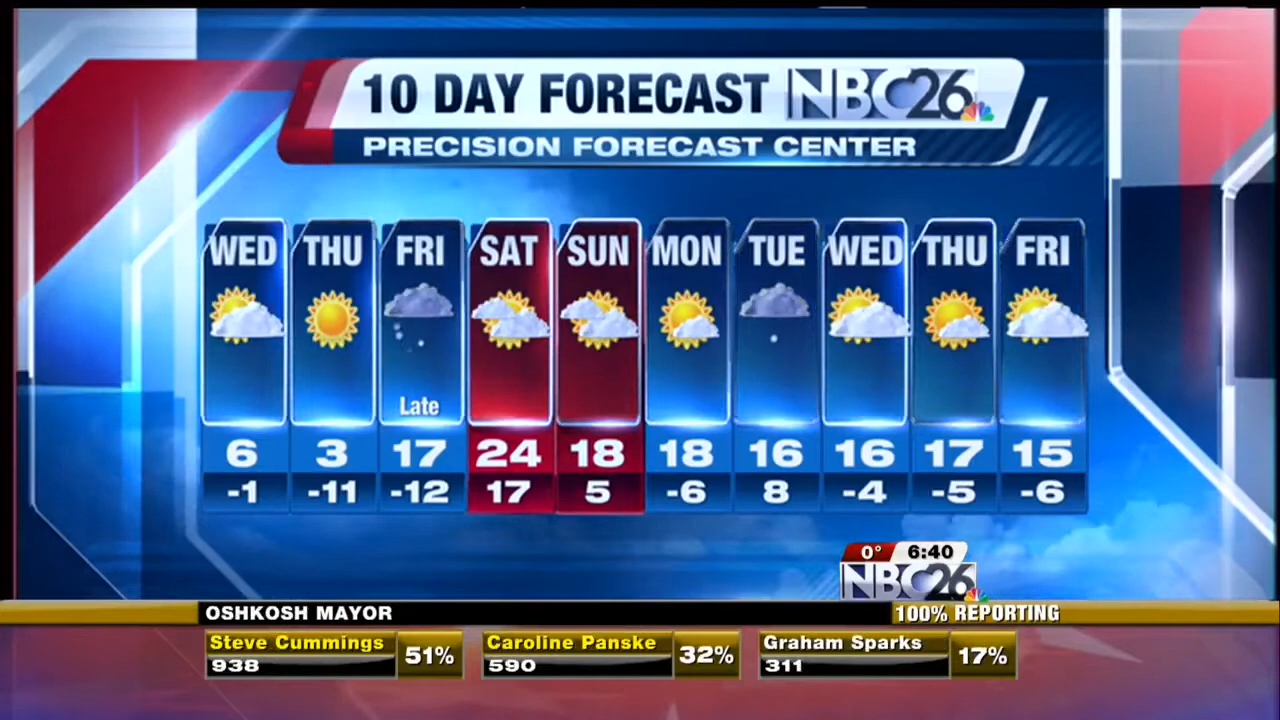 10 DAY FORECAST NBC26
PRECISION FORECAST CENTER
WED THU FRI SAT SUN MON TUE WED THU FRI
Late
6 3 17 24 18 18 16 16 17 15
-1 -11 -12 17 5 -6 8 -4 -5 -6
0° 6:40
NBC26
OSHKOSH MAYOR 100% REPORTING
Steve Cummings 51% Caroline Panske 32% Graham Sparks 17%
938 590 311